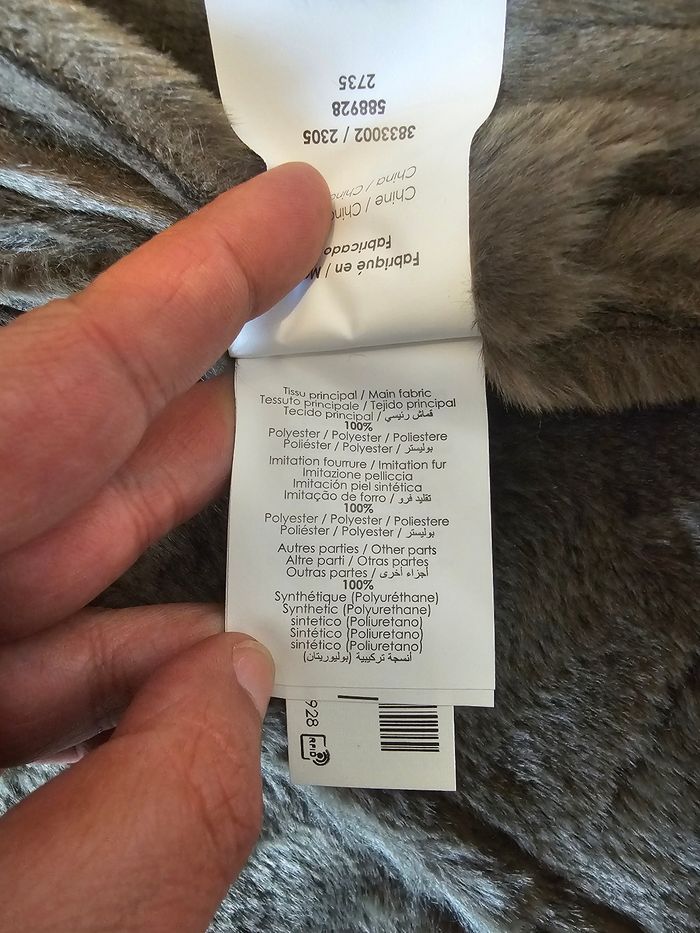 2735
588928
3833002 / 2305
China /
Chine /
Fabricado
Fabriqué en /
Tissu principal / Main fabric
Tessuto principale / Tejido principal
Tecido principal / قماش رئيسي
100%
Polyester / Polyester / Poliestere
Poliéster / Polyester / بوليستر
Imitation fourrure / Imitation fur
Imitazione pelliccia
Imitación piel sintética
Imitação de forro / تقليد فرو
100%
Polyester / Polyester / Poliestere
Poliéster / Polyester / بوليستر
Autres parties / Other parts
Altre parti / Otras partes
Outras partes / أجزاء أخرى
100%
Synthétique (Polyuréthane)
Synthetic (Polyurethane)
sintetico (Poliuretano)
Sintético (Poliuretano)
sintético (Poliuretano)
أنسجة تركيبية (بوليوريتان)
928
RFID